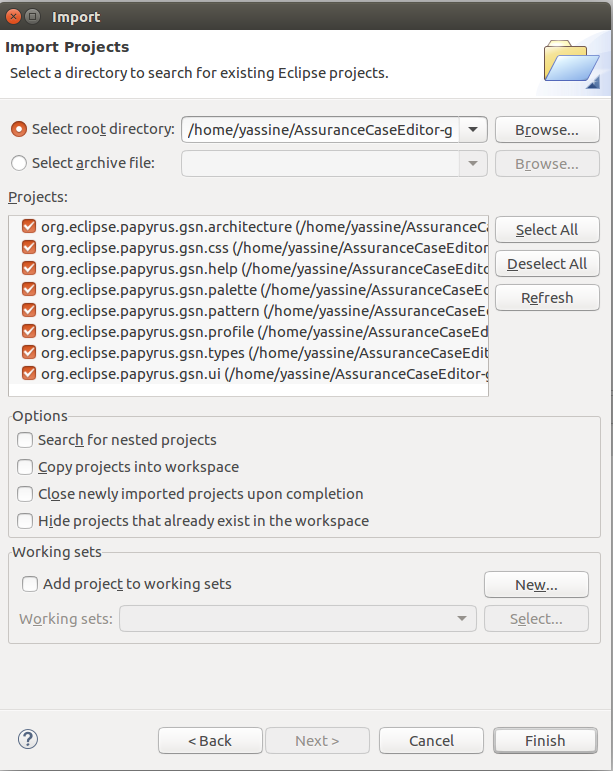 Import
Import Projects
Select a directory to search for existing Eclipse projects.
Select root directory: /home/yassine/AssuranceCaseEditor-g Browse...
Select archive file: Browse...
Projects:
org.eclipse.papyrus.gsn.architecture (/home/yassine/AssuranceCa
org.eclipse.papyrus.gsn.css (/home/yassine/AssuranceCaseEditor
org.eclipse.papyrus.gsn.help (/home/yassine/AssuranceCaseEdito
org.eclipse.papyrus.gsn.palette (/home/yassine/AssuranceCaseEc
org.eclipse.papyrus.gsn.pattern (/home/yassine/AssuranceCaseE
org.eclipse.papyrus.gsn.profile (/home/yassine/AssuranceCaseEd
org.eclipse.papyrus.gsn.types (/home/yassine/AssuranceCaseEdit
org.eclipse.papyrus.gsn.ui (/home/yassine/AssuranceCaseEditor-g
Select All
Deselect All
Refresh
Options
Search for nested projects
Copy projects into workspace
Close newly imported projects upon completion
Hide projects that already exist in the workspace
Working sets
Add project to working sets New...
Working sets: Select...
? < Back Next > Cancel Finish